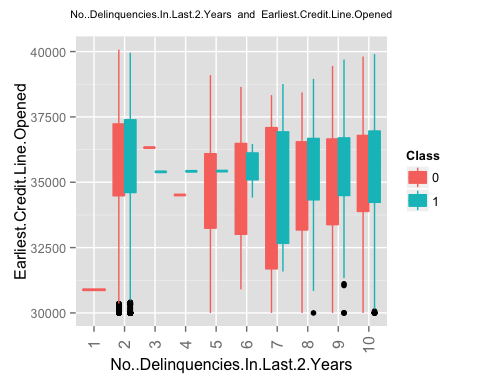 No..Delinquencies.In.Last.2.Years and Earliest.Credit.Line.Opened
40000
37500
35000
32500
30000
Earliest.Credit.Line.Opened
1 2 3 4 5 6 7 8 9 10
No..Delinquencies.In.Last.2.Years
Class
0
1